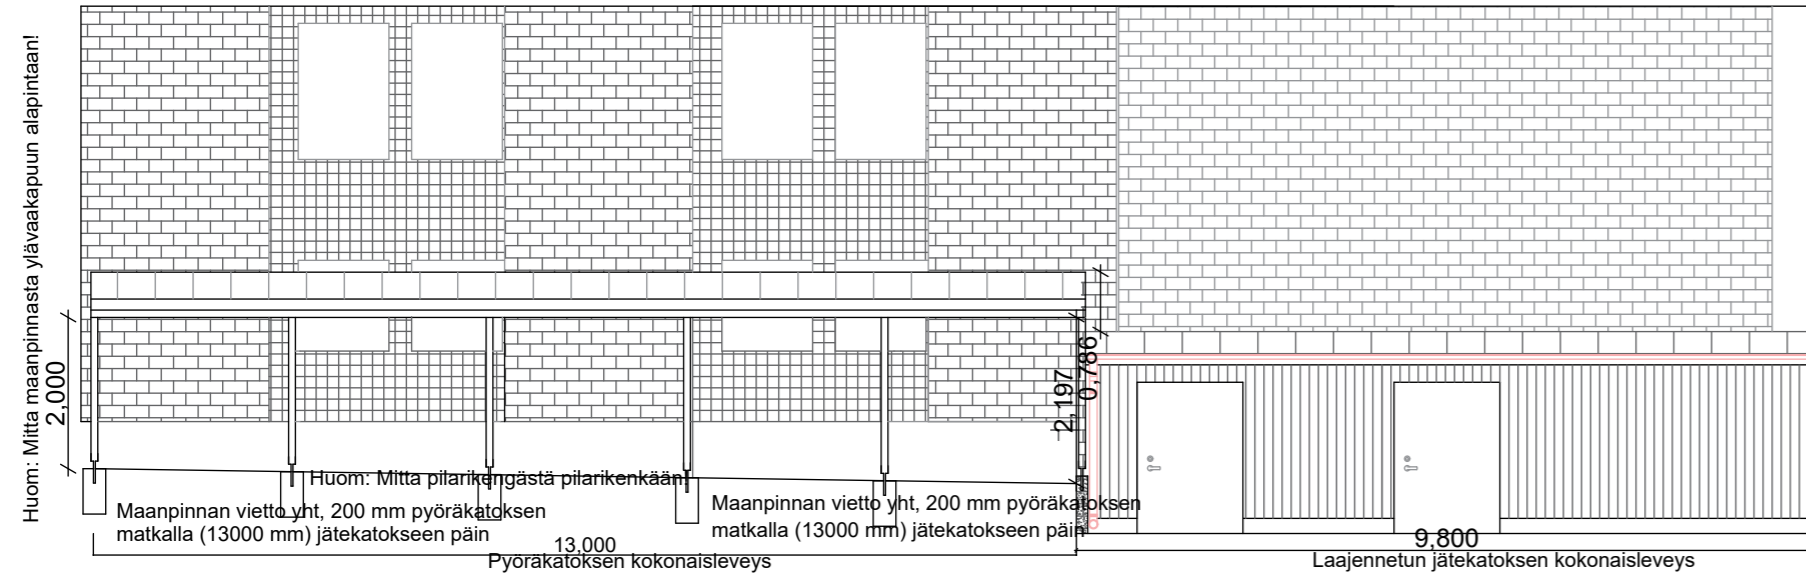 Huom: Mitta maanpinnasta ylävaakapuun alapintaan!
2,000
2,197
0,786
Huom: Mitta pilarikengästä pilarikenkään!
Maanpinnan vietto yht, 200 mm pyöräkatoksen
matkalla (13000 mm) jätekatokseen päin
Maanpinnan vietto yht, 200 mm pyöräkatoksen
matkalla (13000 mm) jätekatokseen päin
13,000
Pyöräkatoksen kokonaisleveys
9,800
Laajennetun jätekatoksen kokonaisleveys